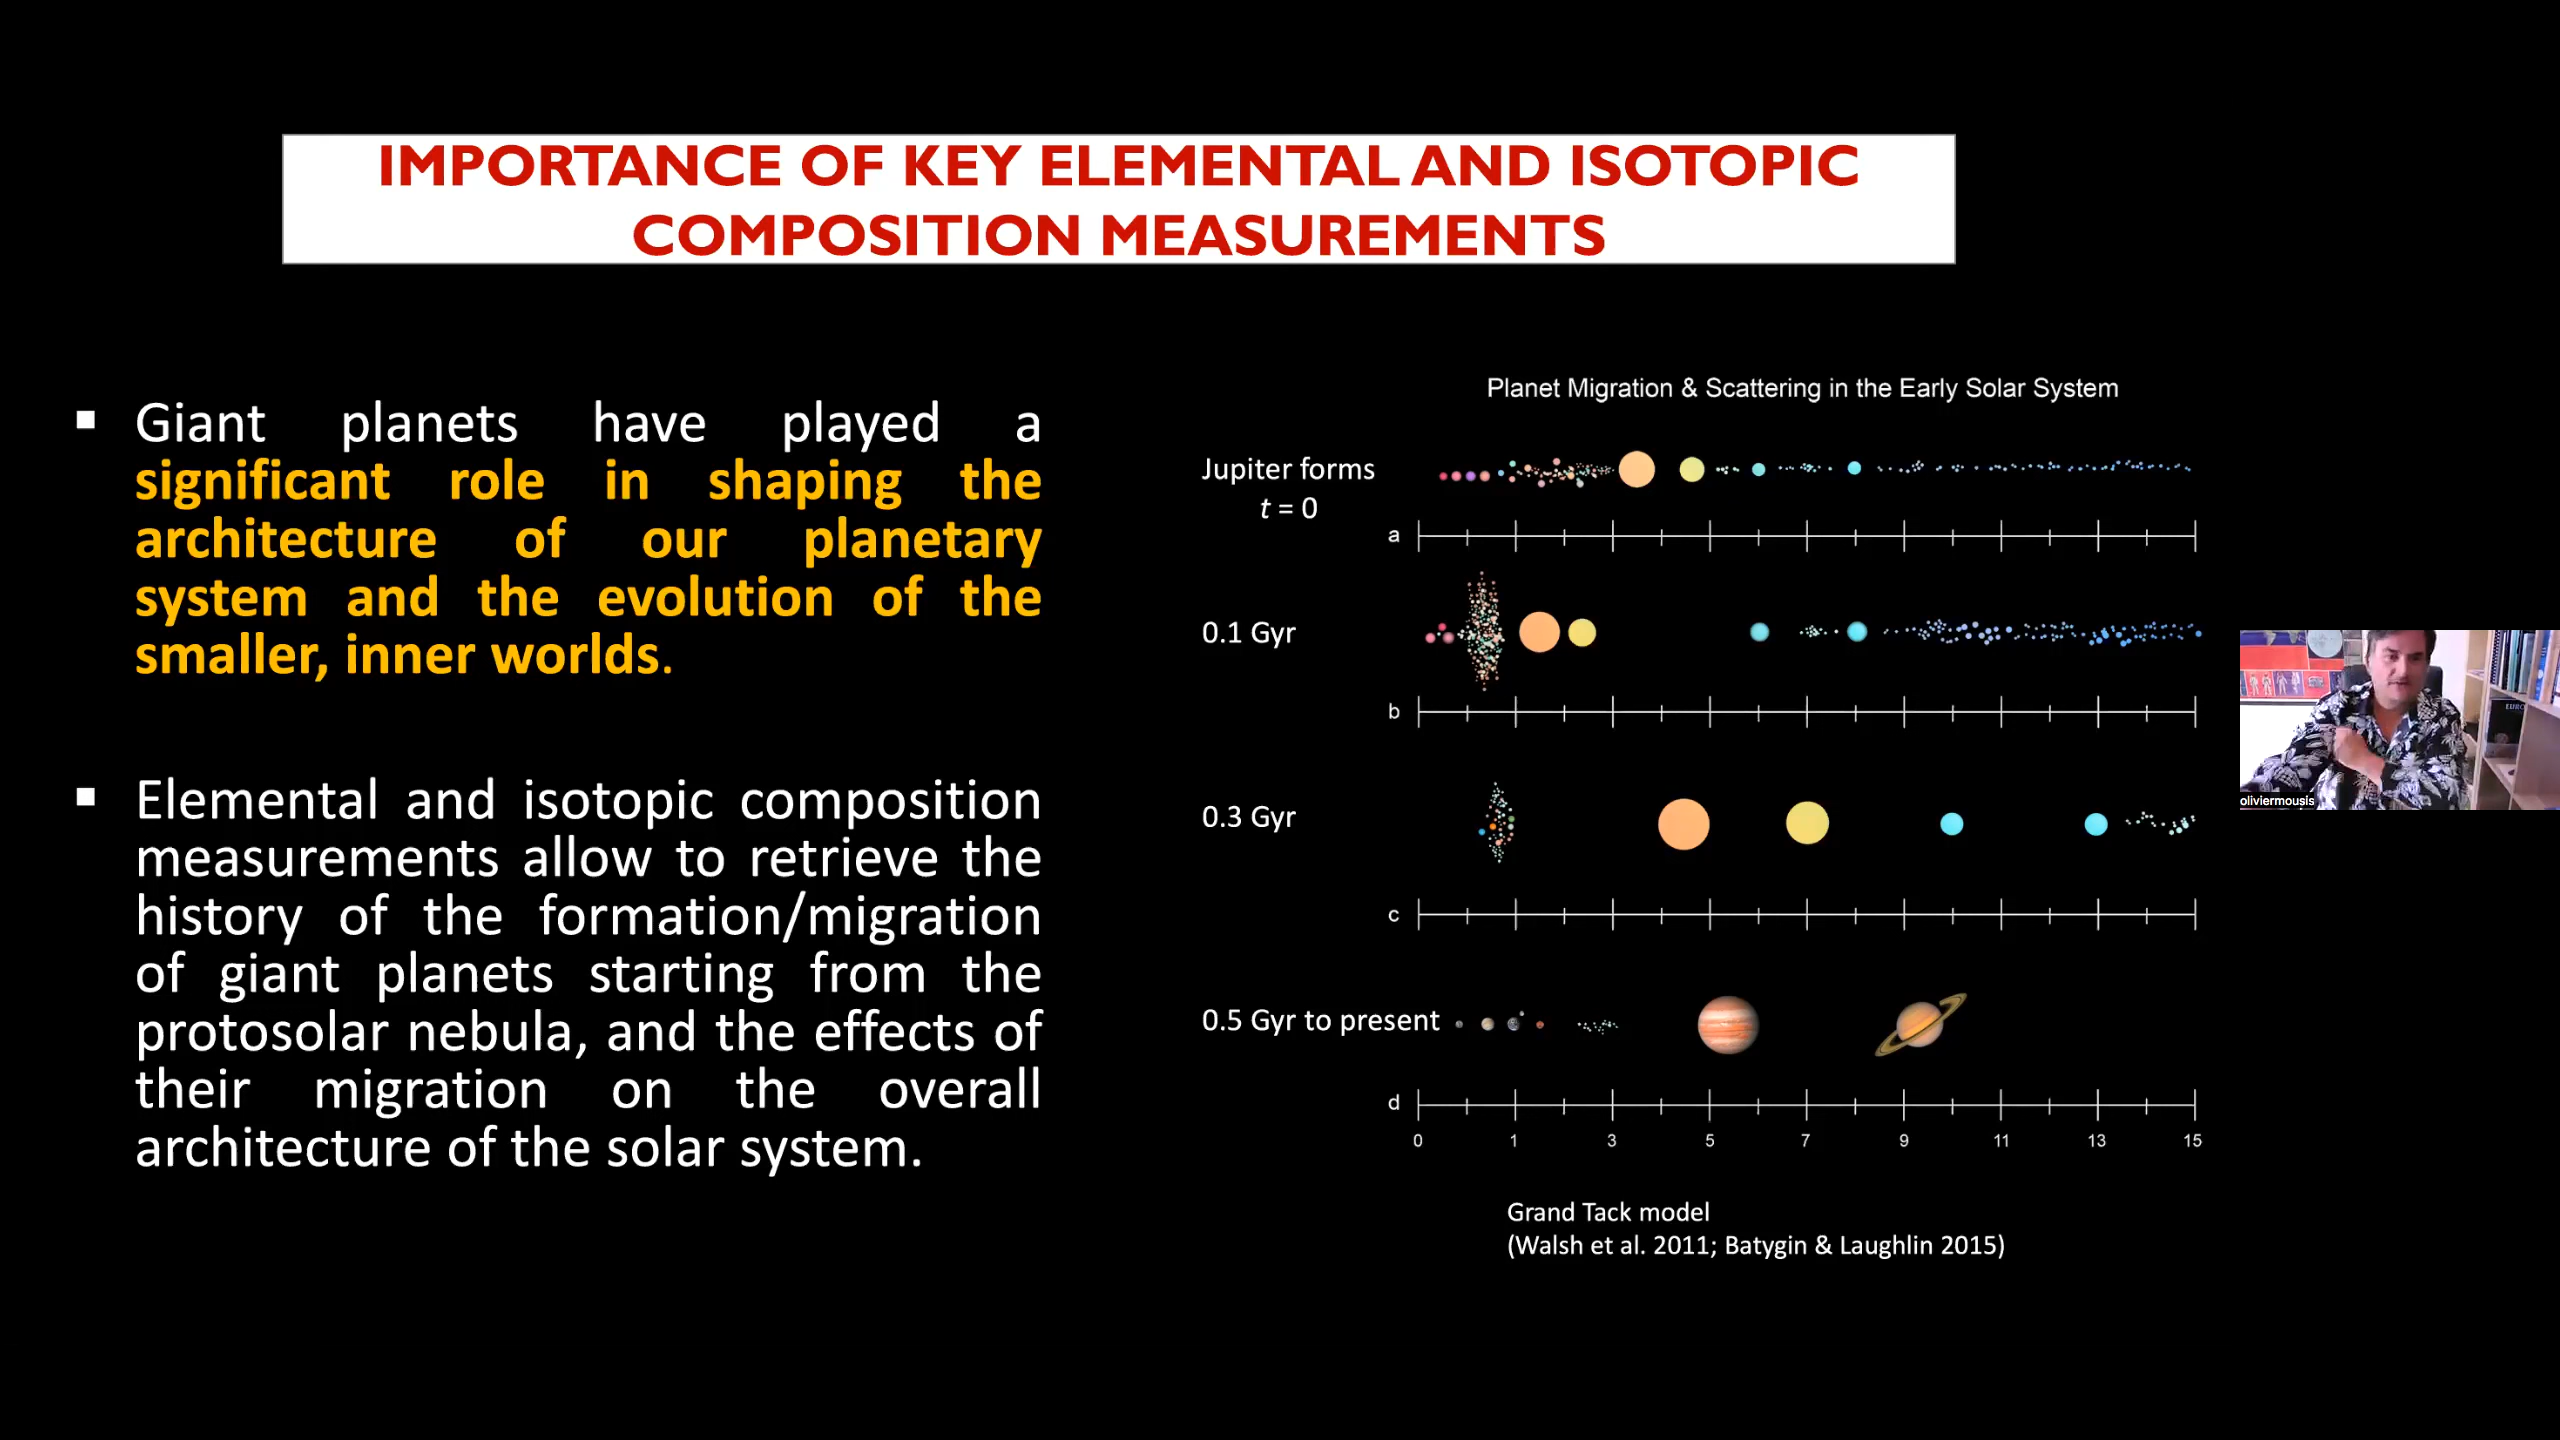 IMPORTANCE OF KEY ELEMENTAL AND ISOTOPIC
COMPOSITION MEASUREMENTS
▪ Giant planets have played a
significant role in shaping the
architecture of our planetary
system and the evolution of the
smaller, inner worlds.
▪ Elemental and isotopic composition
measurements allow to retrieve the
history of the formation/migration
of giant planets starting from the
protosolar nebula, and the effects of
their migration on the overall
architecture of the solar system.
Planet Migration & Scattering in the Early Solar System
Jupiter forms
t = 0
a
0.1 Gyr
b
0.3 Gyr
c
0.5 Gyr to present
d
0 1 3 5 7 9 11 13 15
Grand Tack model
(Walsh et al. 2011; Batygin & Laughlin 2015)
oliviermousis